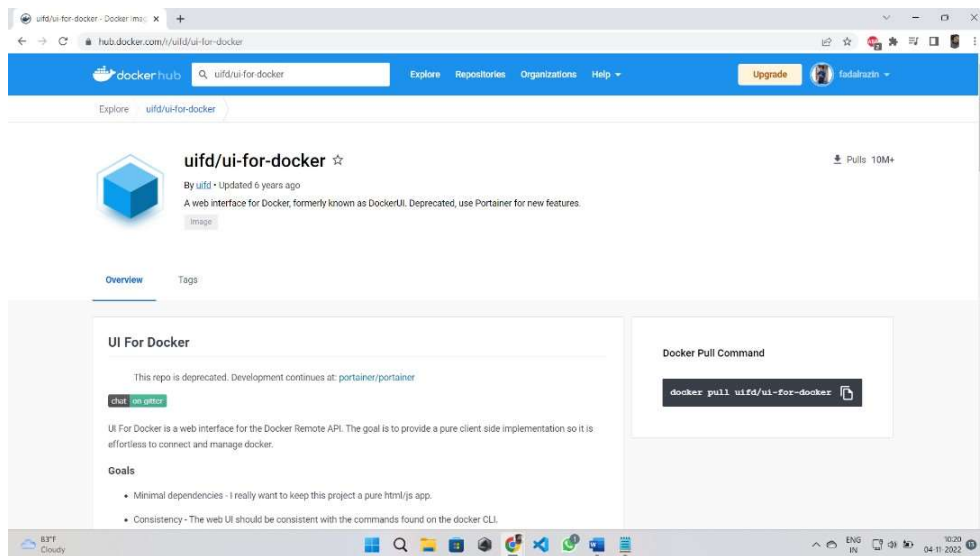 uifd/ui-for-docker - Docker Imag
hub.docker.com/r/uifd/ui-for-docker
dockerhub
uifd/ui-for-docker
Explore Repositories Organizations Help
Upgrade
fadalrazin
Explore uifd/ui-for-docker
uifd/ui-for-docker
Pulls 10M+
By uifd • Updated 6 years ago
A web interface for Docker, formerly known as DockerUI. Deprecated, use Portainer for new features.
Image
Overview Tags
UI For Docker
This repo is deprecated. Development continues at: portainer/portainer
chat on gitter
UI For Docker is a web interface for the Docker Remote API. The goal is to provide a pure client side implementation so it is
effortless to connect and manage docker.
Goals
• Minimal dependencies - I really want to keep this project a pure html/js app.
• Consistency - The web UI should be consistent with the commands found on the docker CLI.
Docker Pull Command
docker pull uifd/ui-for-docker
83°F
Cloudy
ENG
IN
10:20
04-11-2022